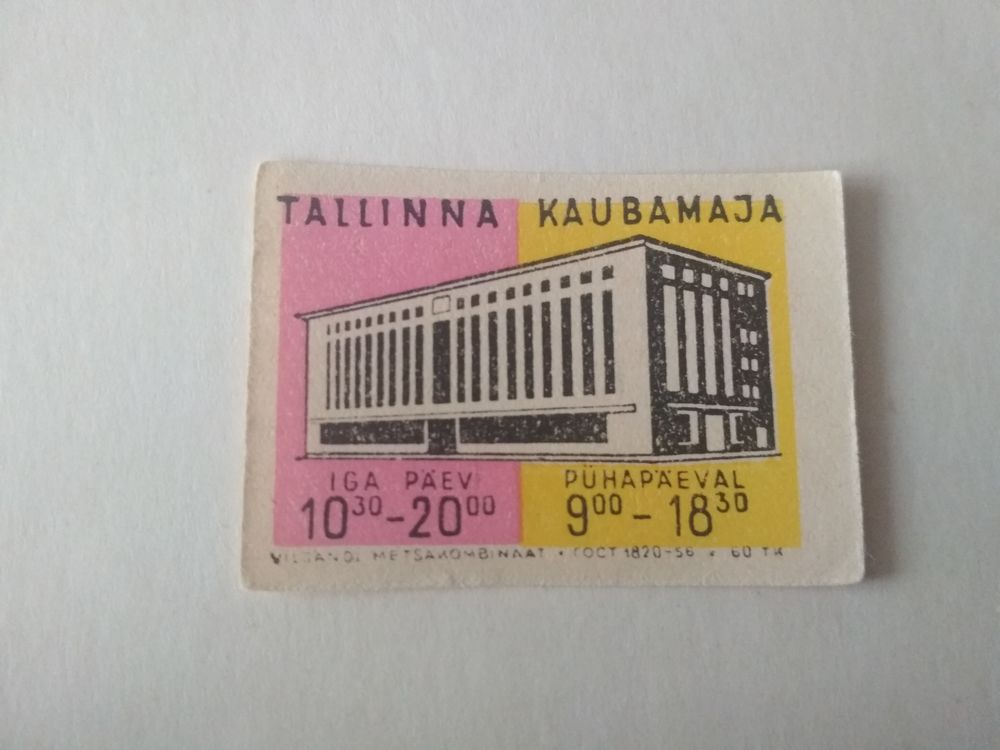 TALLINNA KAUBAMAJA
IGA PÄEV PÜHAPÄEVAL
10³⁰-20⁰⁰ 9⁰⁰-18³⁰
VILJANDI METSAKOMBINAAT • ГОСТ 1820-56 • 60 TK